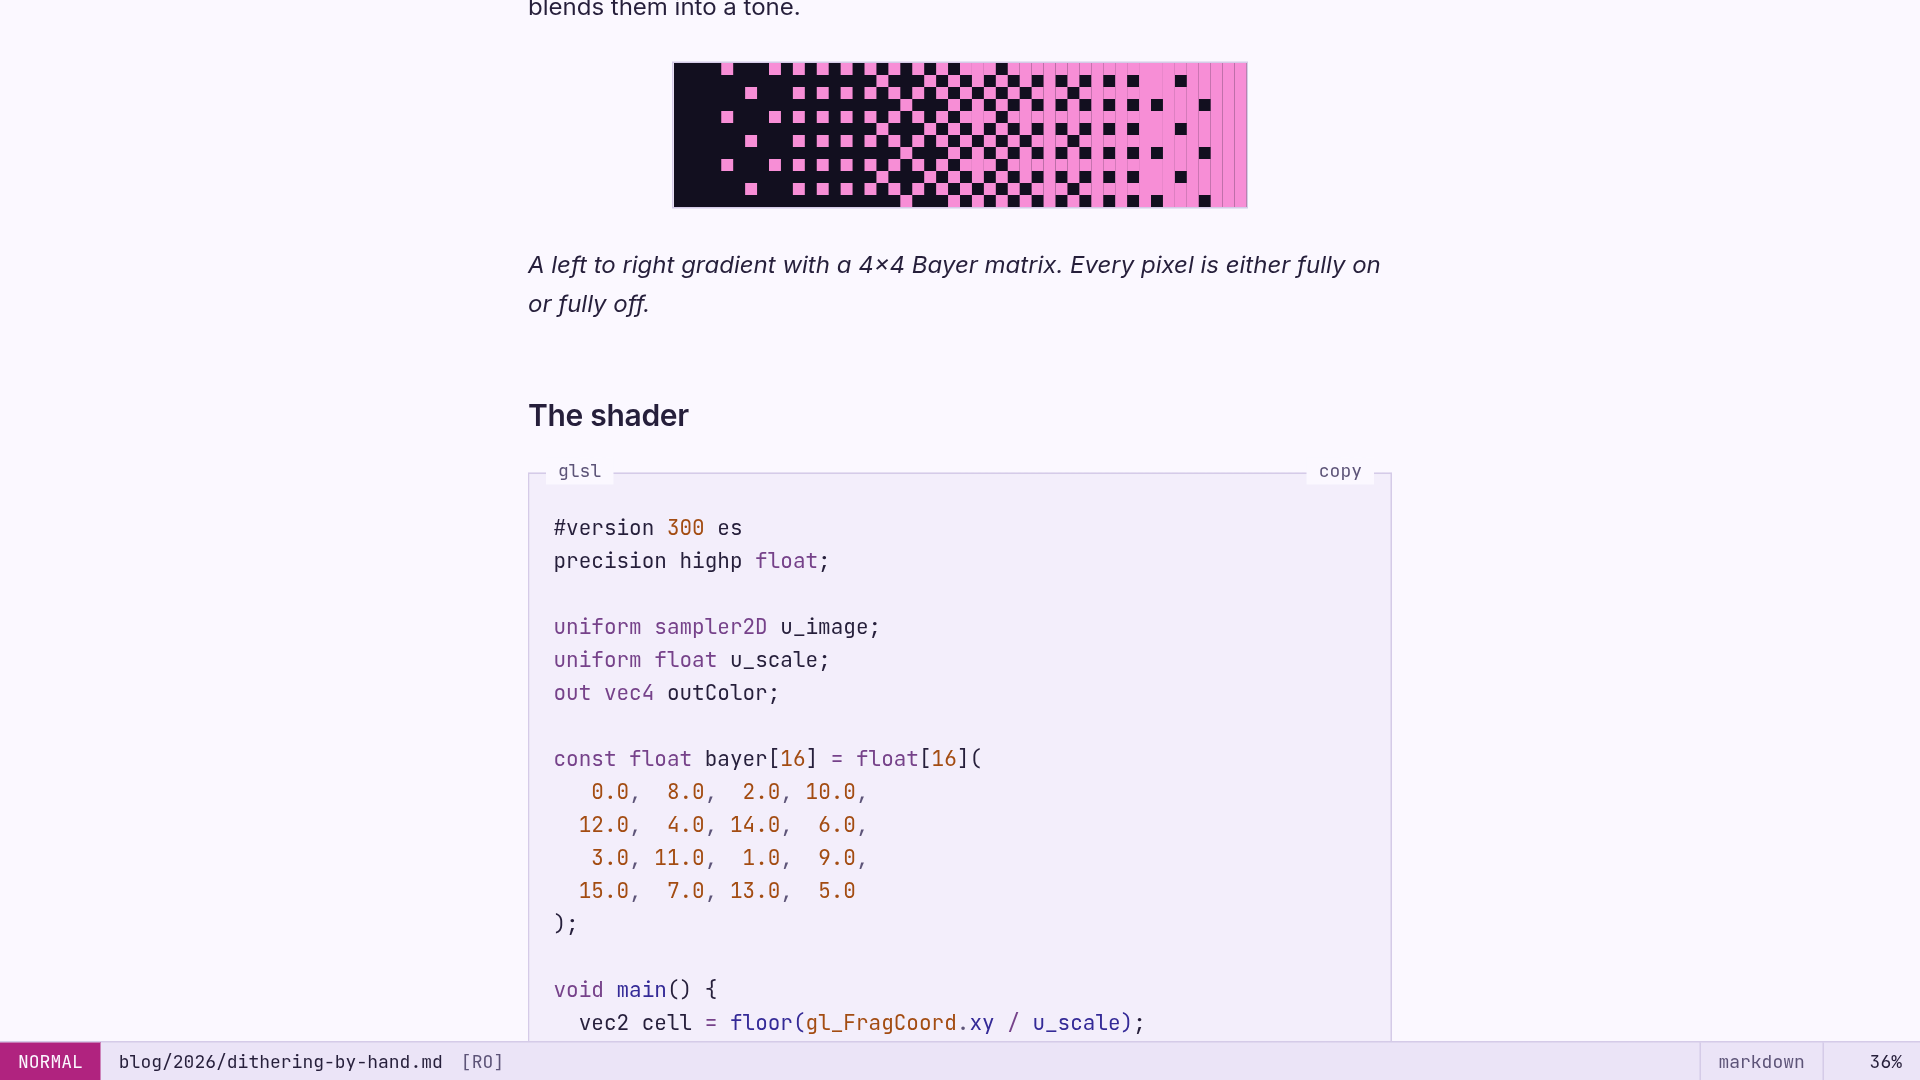 blends them into a tone.
A left to right gradient with a 4×4 Bayer matrix. Every pixel is either fully on
or fully off.
The shader
glsl
copy
#version 300 es
precision highp float;
uniform sampler2D u_image;
uniform float u_scale;
out vec4 outColor;
const float bayer[16] = float[16](
   0.0,  8.0,  2.0, 10.0,
  12.0,  4.0, 14.0,  6.0,
   3.0, 11.0,  1.0,  9.0,
  15.0,  7.0, 13.0,  5.0
);
void main() {
  vec2 cell = floor(gl_FragCoord.xy / u_scale);
NORMAL blog/2026/dithering-by-hand.md [RO] markdown 36%